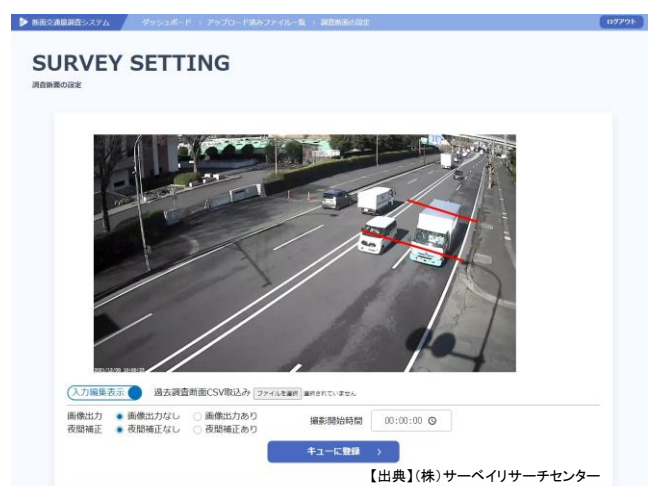 断面交通量調査システム ダッシュボード > アップロード済みファイル一覧 > 調査断面の設定 ログアウト
SURVEY SETTING
調査断面の設定
入力編集表示 過去調査断面CSV取込み ファイルを選択 選択されていません
画像出力 画像出力なし 画像出力あり 撮影開始時間 00:00:00
夜間補正 夜間補正なし 夜間補正あり
キューに登録 >
【出典】(株)サーベイリサーチセンター